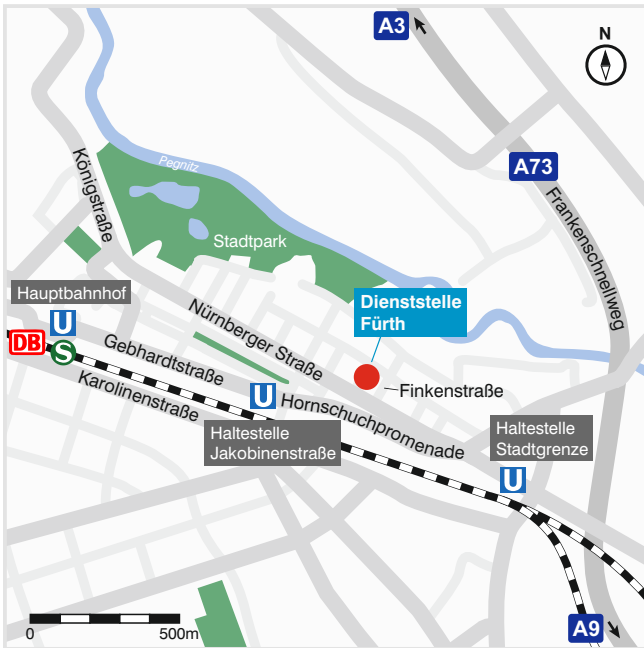 A3
N
A73
Pegnitz
Königstraße
Frankenschnellweg
Stadtpark
Hauptbahnhof
U
DB
S
Dienststelle
Fürth
Nürnberger Straße
Gebhardtstraße
Karolinenstraße
Finkenstraße
U
Hornschuchpromenade
Haltestelle
Jakobinenstraße
Haltestelle
Stadtgrenze
U
0
500m
A9